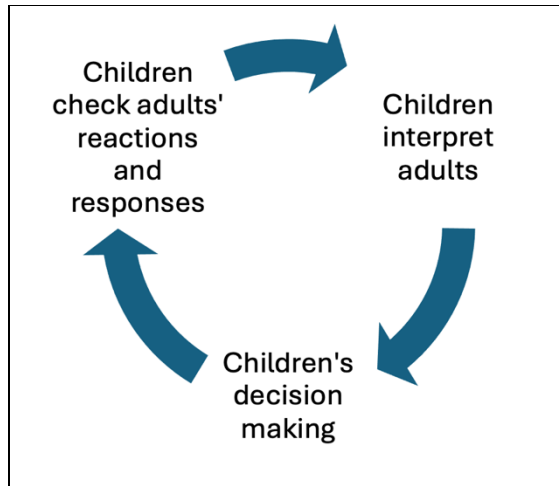 Children
check adults'
reactions
and
responses
Children
interpret
adults
Children's
decision
making